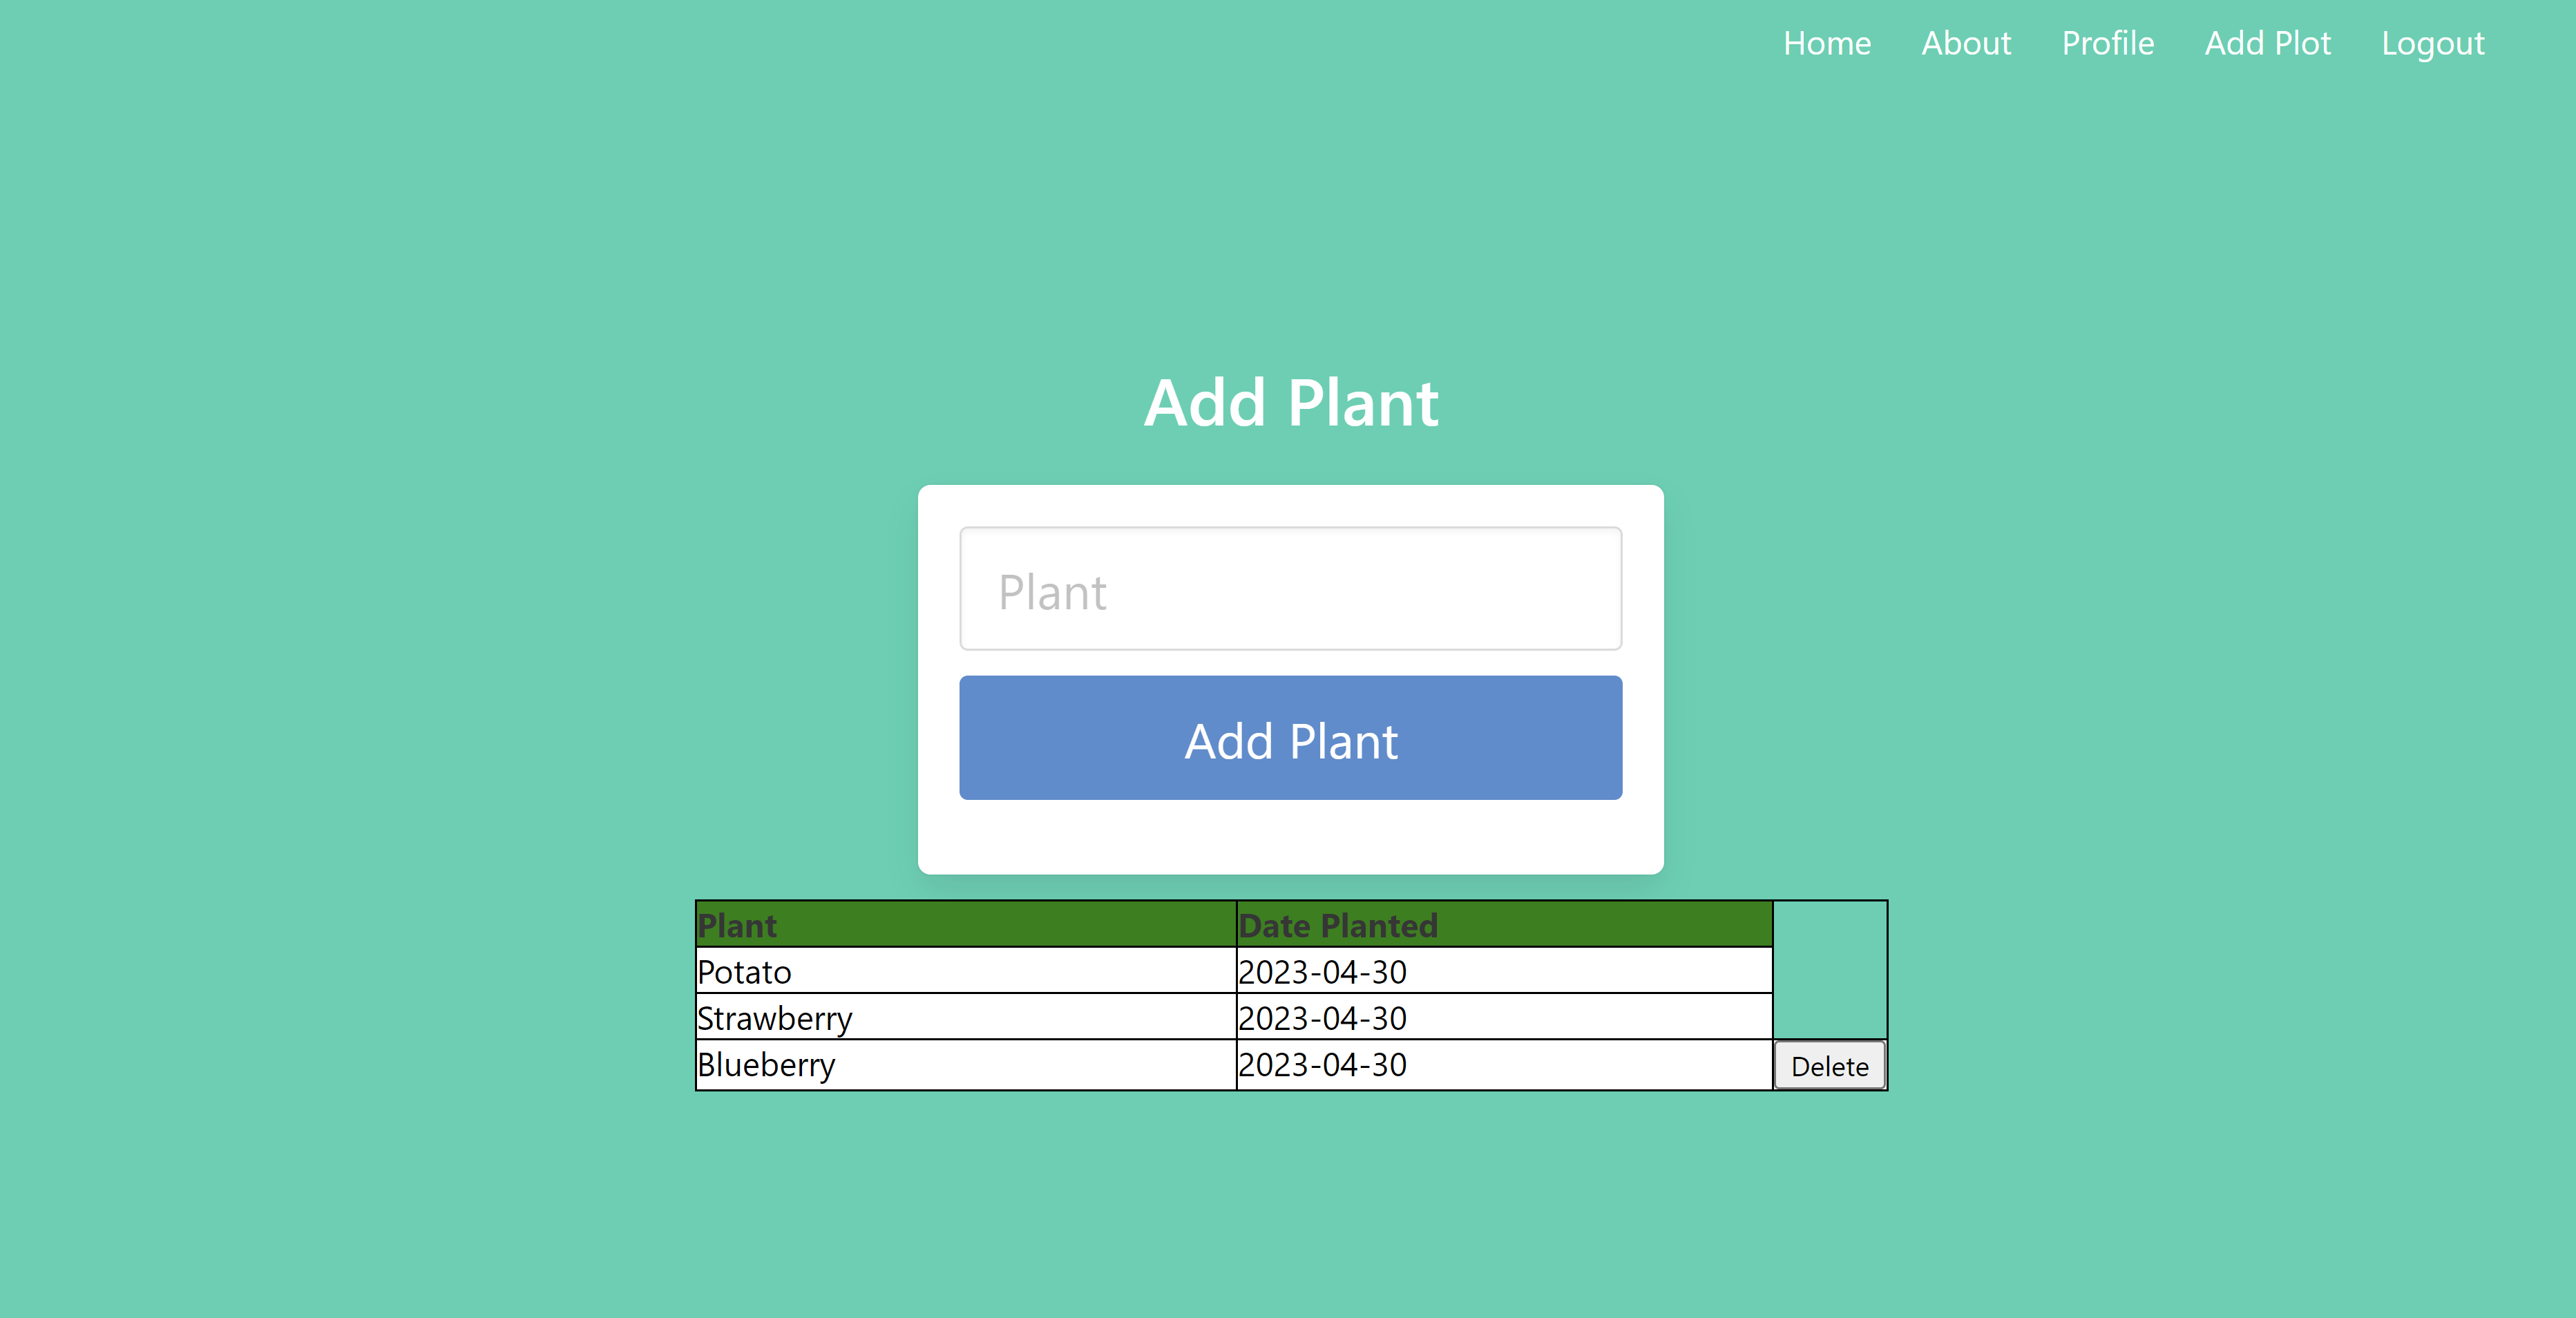 Home About Profile Add Plot Logout
Add Plant
Plant
Add Plant
Plant Date Planted
Potato 2023-04-30
Strawberry 2023-04-30
Blueberry 2023-04-30 Delete